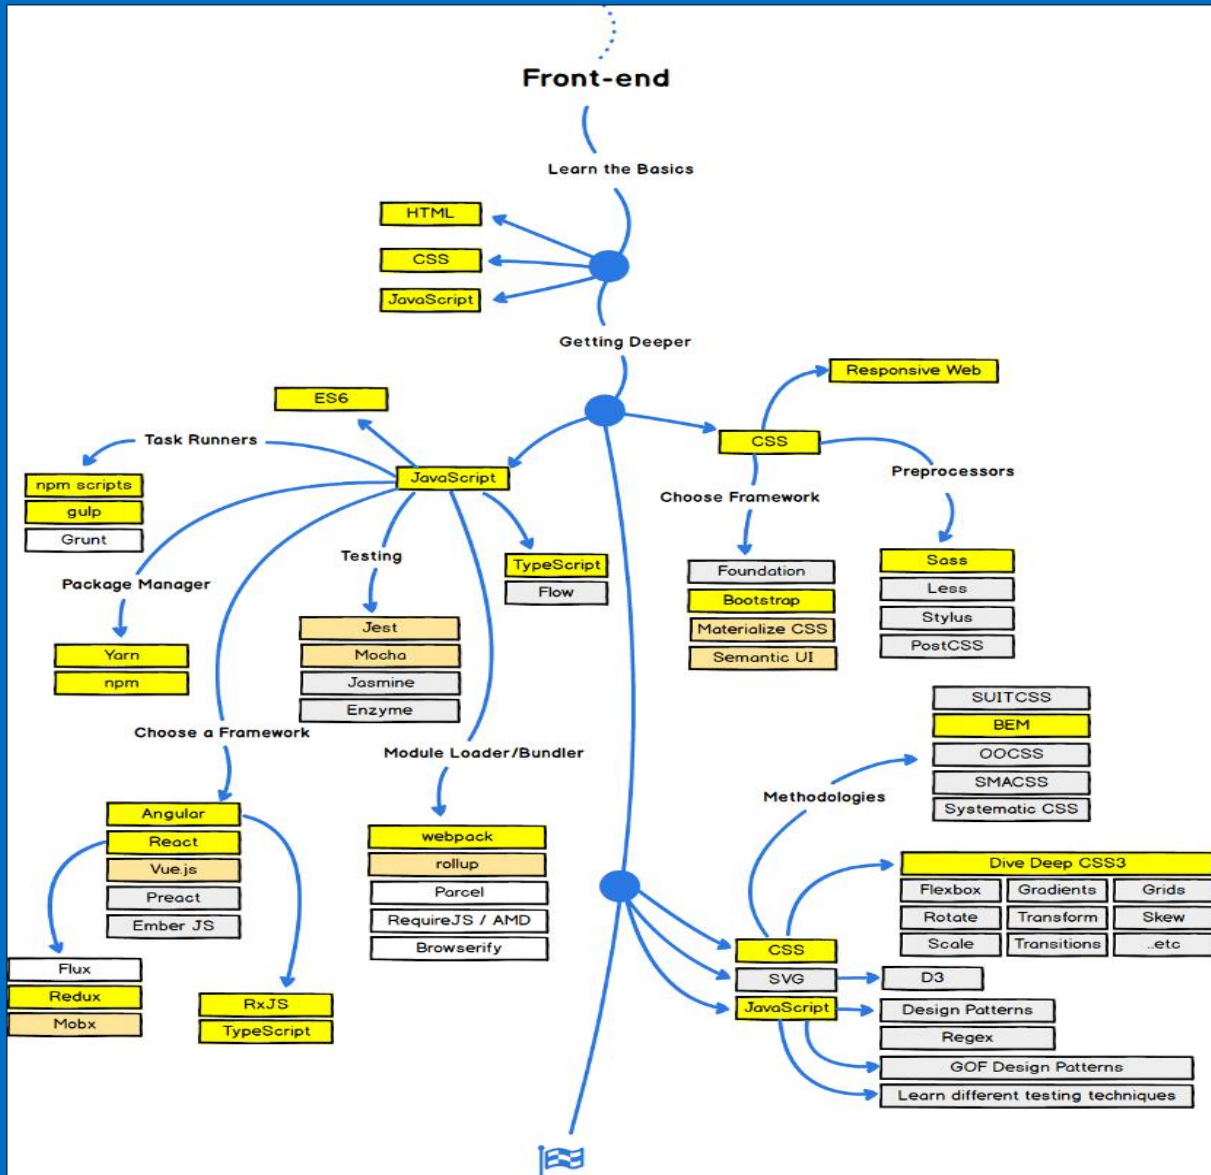 Front-end
Learn the Basics
HTML
CSS
JavaScript
Getting Deeper
Responsive Web
ES6
Task Runners
CSS
JavaScript
Preprocessors
npm scripts
gulp
Grunt
Choose Framework
Testing
TypeScript
Flow
Sass
Less
Stylus
PostCSS
Foundation
Bootstrap
Materialize CSS
Semantic UI
Package Manager
Yarn
npm
Jest
Mocha
Jasmine
Enzyme
SUITCSS
BEM
OOCSS
SMACSS
Systematic CSS
Choose a Framework
Module Loader/Bundler
Methodologies
Angular
React
Vue.js
Preact
Ember JS
webpack
rollup
Parcel
RequireJS / AMD
Browserify
Dive Deep CSS3
Flexbox Gradients Grids
Rotate Transform Skew
Scale Transitions ..etc
Flux
Redux
Mobx
RxJS
TypeScript
CSS
SVG
JavaScript
D3
Design Patterns
Regex
GOF Design Patterns
Learn different testing techniques